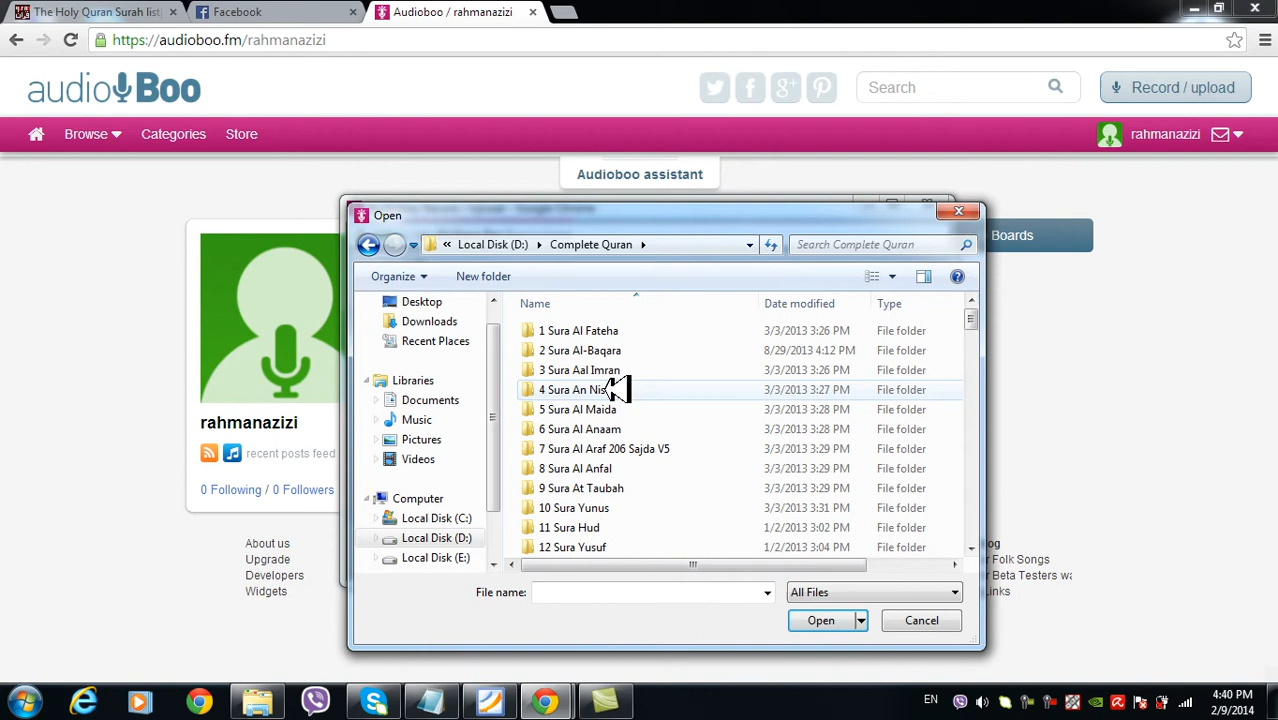 The Holy Quran Surah list
Facebook
Audioboo / rahmanazizi
https://audioboo.fm/rahmanazizi
audioBoo
Search
Record / upload
Browse
Categories
Store
rahmanazizi
Audioboo assistant
Open
Boards
« Local Disk (D:)
Complete Quran
Search Complete Quran
Organize
New folder
Name
Date modified
Type
Desktop
Downloads
Recent Places
Libraries
Documents
Music
Pictures
Videos
Computer
Local Disk (C:)
Local Disk (D:)
Local Disk (E:)
1 Sura Al Fateha 3/3/2013 3:26 PM File folder
2 Sura Al-Baqara 8/29/2013 4:12 PM File folder
3 Sura Aal Imran 3/3/2013 3:26 PM File folder
4 Sura An 3/3/2013 3:27 PM File folder
5 Sura Al Maida 3/3/2013 3:28 PM File folder
6 Sura Al Anaam 3/3/2013 3:28 PM File folder
7 Sura Al Araf 206 Sajda V5 3/3/2013 3:29 PM File folder
8 Sura Al Anfal 3/3/2013 3:29 PM File folder
9 Sura At Taubah 3/3/2013 3:29 PM File folder
10 Sura Yunus 3/3/2013 3:31 PM File folder
11 Sura Hud 1/2/2013 3:02 PM File folder
12 Sura Yusuf 1/2/2013 3:04 PM File folder
File name:
All Files
Open
Cancel
rahmanazizi
recent posts feed
0 Following / 0 Followers
About us
Upgrade
Developers
Widgets
Folk Songs
Beta Testers
EN
4:40 PM
2/9/2014